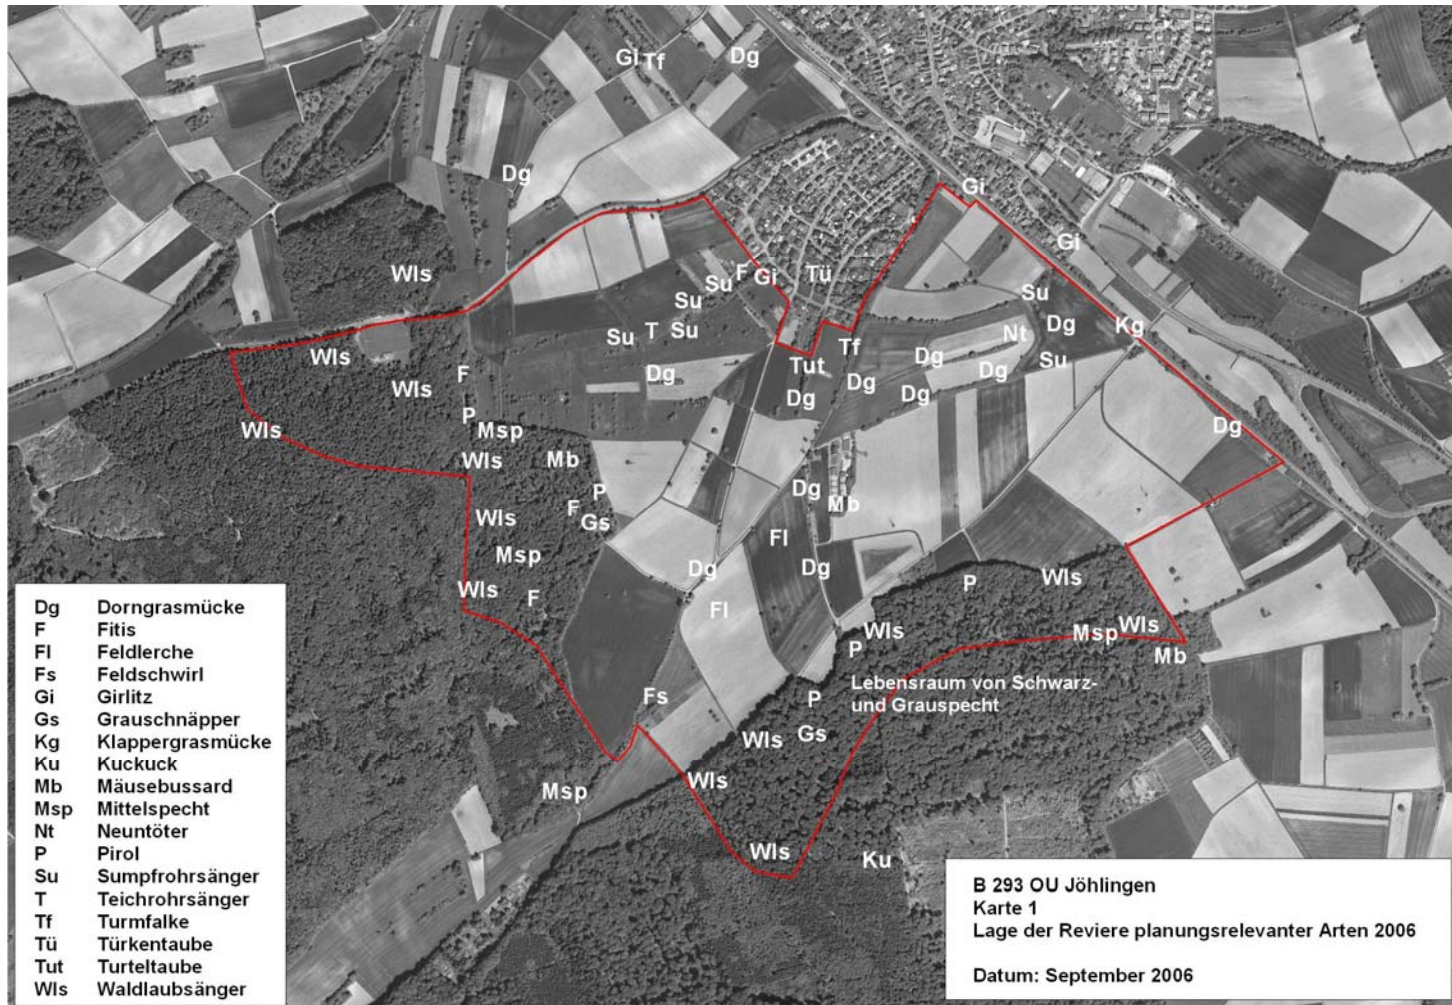 Gi Tf Dg
Dg
Gi
Gi
Wls
Su F Gi Tü
Su
Su T Su
Su
Nt Dg Kg
Su
Wls
Tf
Tut
Dg Dg
F
Dg
Dg
Wls
Dg
Dg
P
Msp
Wls
Dg
Wls Mb
P
Dg
Mb
F
Gs
Wls
Fl
Msp
Dg
Dg
P
Wls
Wls
F
Fl
Wls
Msp
Wls
P
Mb
Lebensraum von Schwarz-
und Grauspecht
Fs
P
Gs
Wls
Wls
Msp
Wls
Ku
Dg Dorngrasmücke
F Fitis
Fl Feldlerche
Fs Feldschwirl
Gi Girlitz
Gs Grauschnäpper
Kg Klappergrasmücke
Ku Kuckuck
Mb Mäusebussard
Msp Mittelspecht
Nt Neuntöter
P Pirol
Su Sumpfrohrsänger
T Teichrohrsänger
Tf Turmfalke
Tü Türkentaube
Tut Turteltaube
Wls Waldlaubsänger
B 293 OU Jöhlingen
Karte 1
Lage der Reviere planungsrelevanter Arten 2006
Datum: September 2006